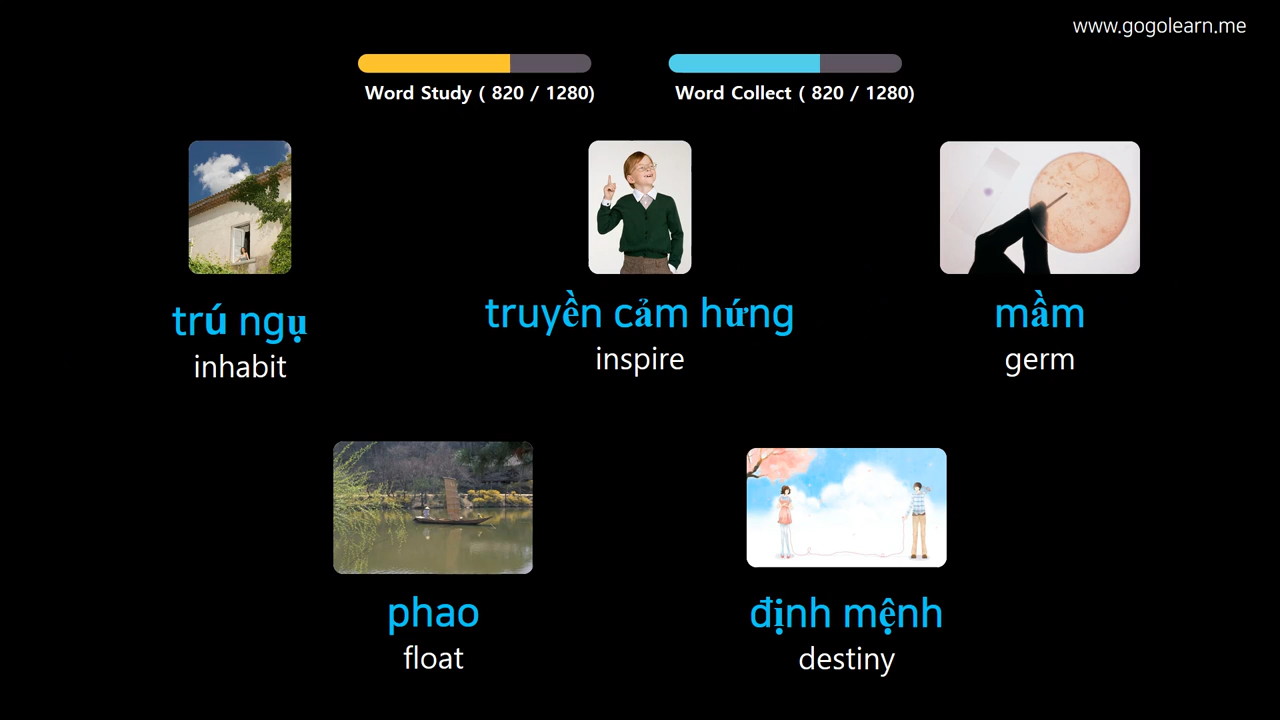 www.gogolearn.me
Word Study ( 820 / 1280)
Word Collect ( 820 / 1280)
trú ngụ
inhabit
truyền cảm hứng
inspire
mầm
germ
phao
float
định mệnh
destiny